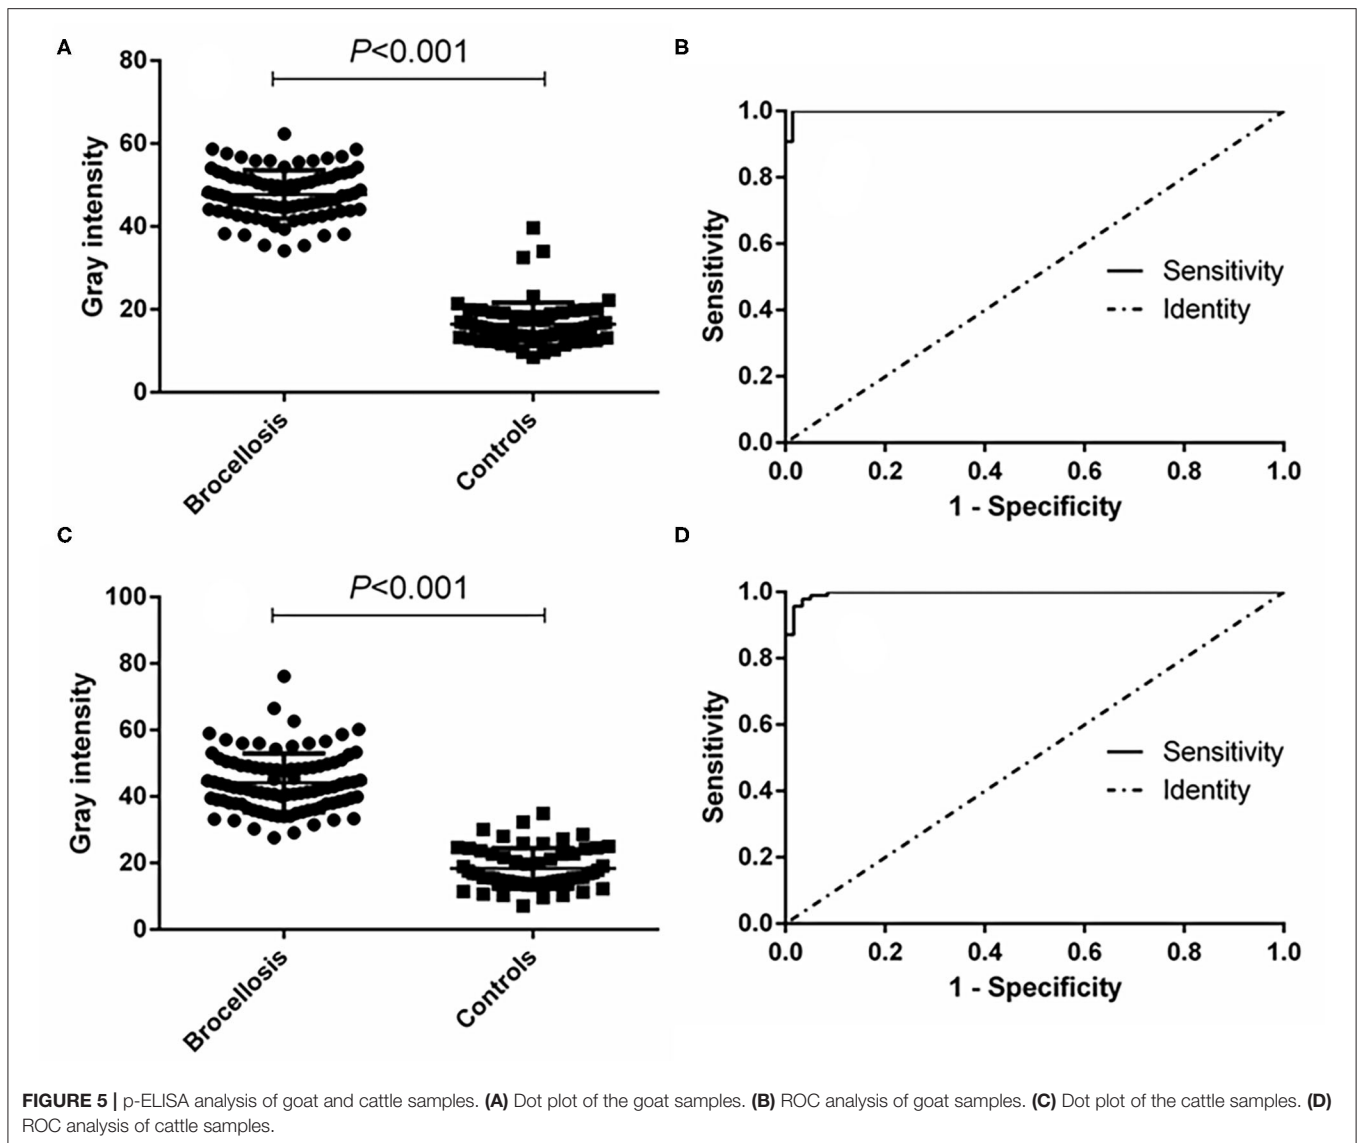 A
P<0.001
80
60
40
20
0
Gray intensity
Brocellosis
Controls
B
1.0
0.8
0.6
0.4
0.2
0.0
Sensitivity
Sensitivity
Identity
0.0 0.2 0.4 0.6 0.8 1.0
1 - Specificity
C
P<0.001
100
80
60
40
20
0
Gray intensity
Brocellosis
Controls
D
1.0
0.8
0.6
0.4
0.2
0.0
Sensitivity
Sensitivity
Identity
0.0 0.2 0.4 0.6 0.8 1.0
1 - Specificity
FIGURE 5 | p-ELISA analysis of goat and cattle samples. (A) Dot plot of the goat samples. (B) ROC analysis of goat samples. (C) Dot plot of the cattle samples. (D)
ROC analysis of cattle samples.